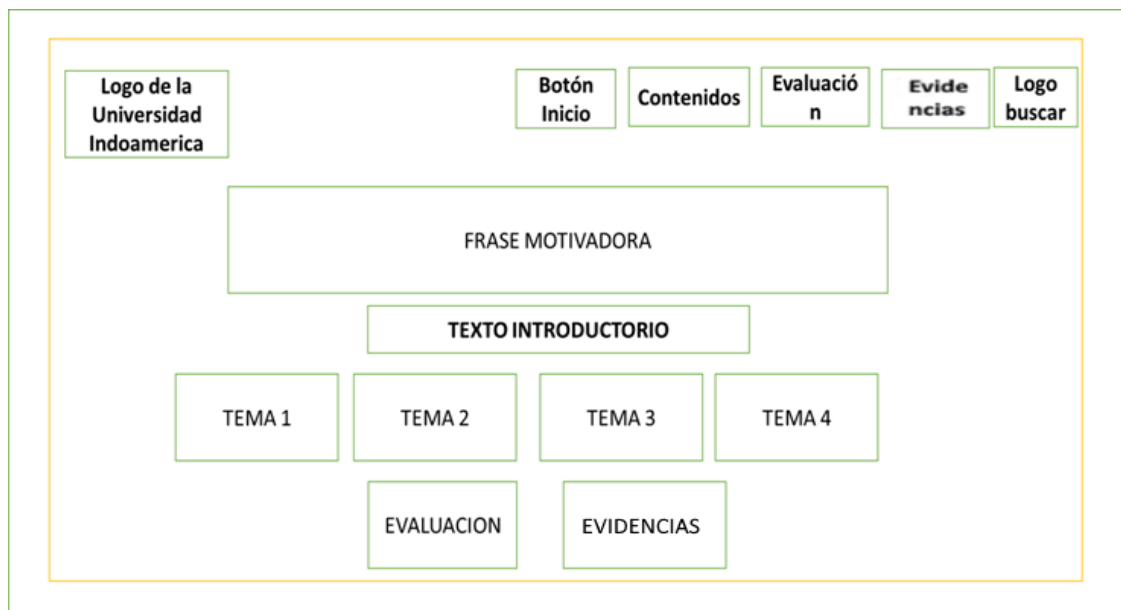 Logo de la
Universidad
Indoamerica
Botón
Inicio
Contenidos
Evaluació
n
Evide
ncias
Logo
buscar
FRASE MOTIVADORA
TEXTO INTRODUCTORIO
TEMA 1
TEMA 2
TEMA 3
TEMA 4
EVALUACION
EVIDENCIAS